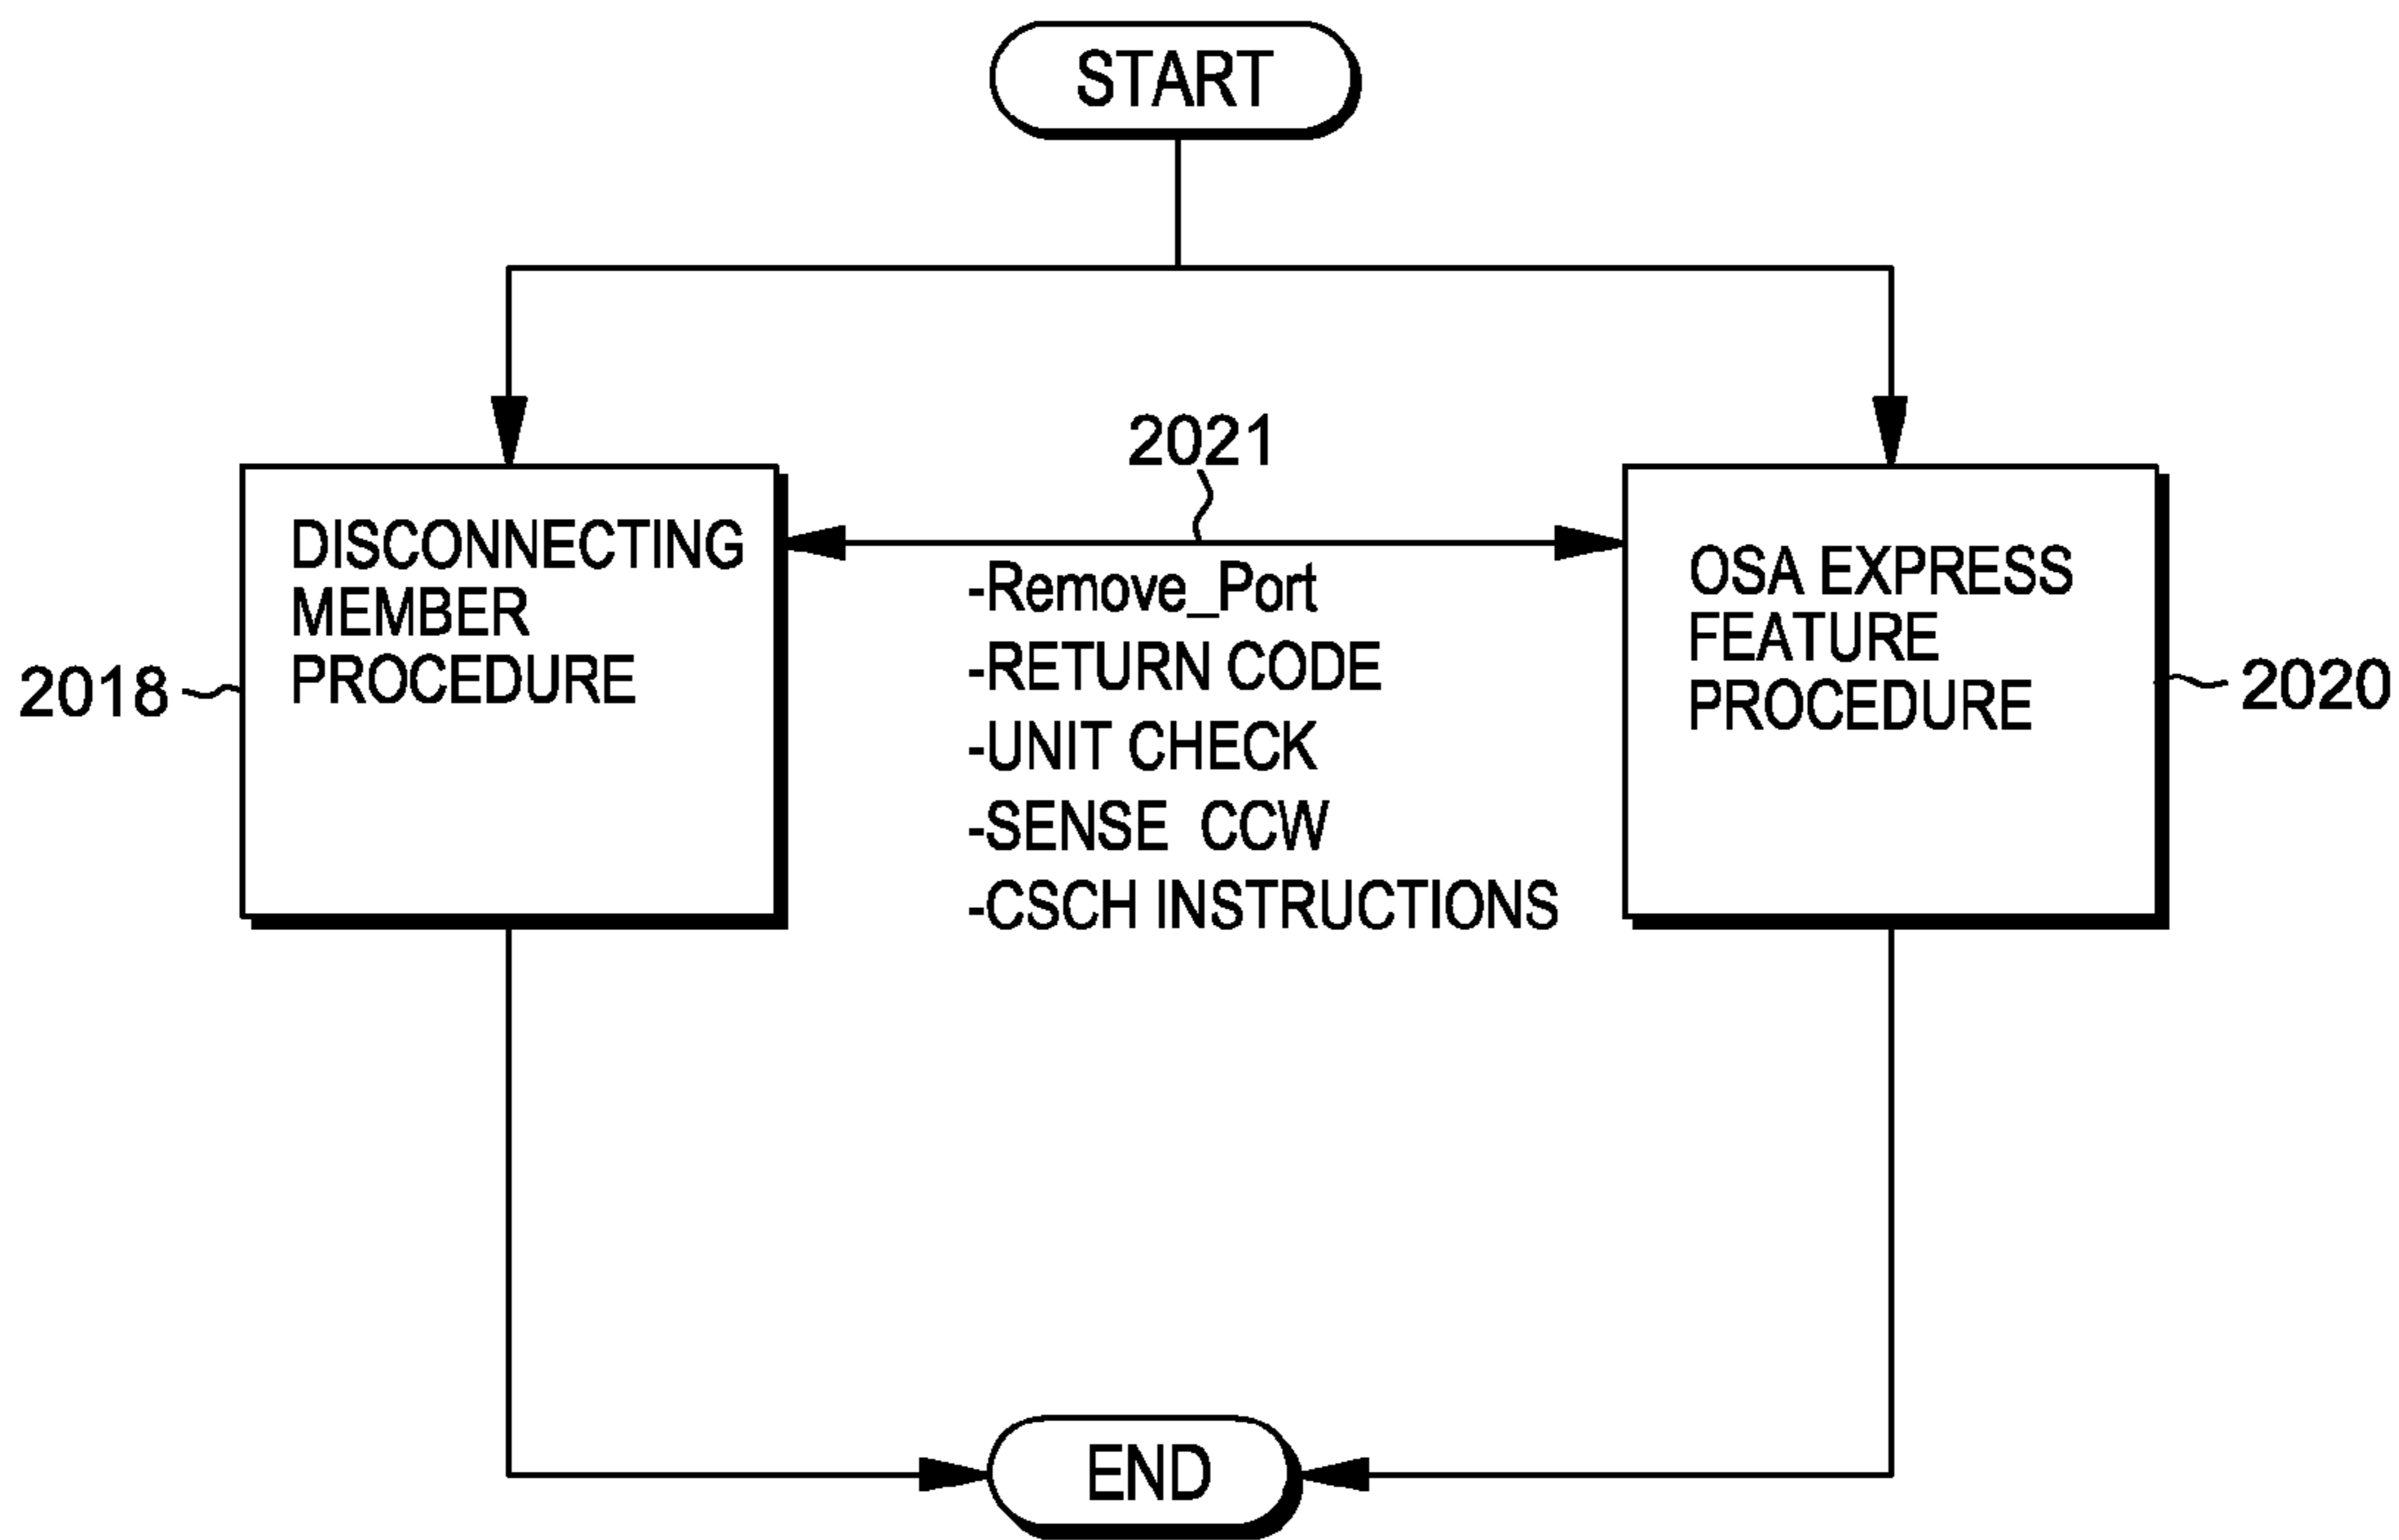 START
2021
DISCONNECTING
MEMBER
PROCEDURE
2018
-Remove_Port
-RETURN CODE
-UNIT CHECK
-SENSE CCW
-CSCH INSTRUCTIONS
OSA EXPRESS
FEATURE
PROCEDURE
2020
END